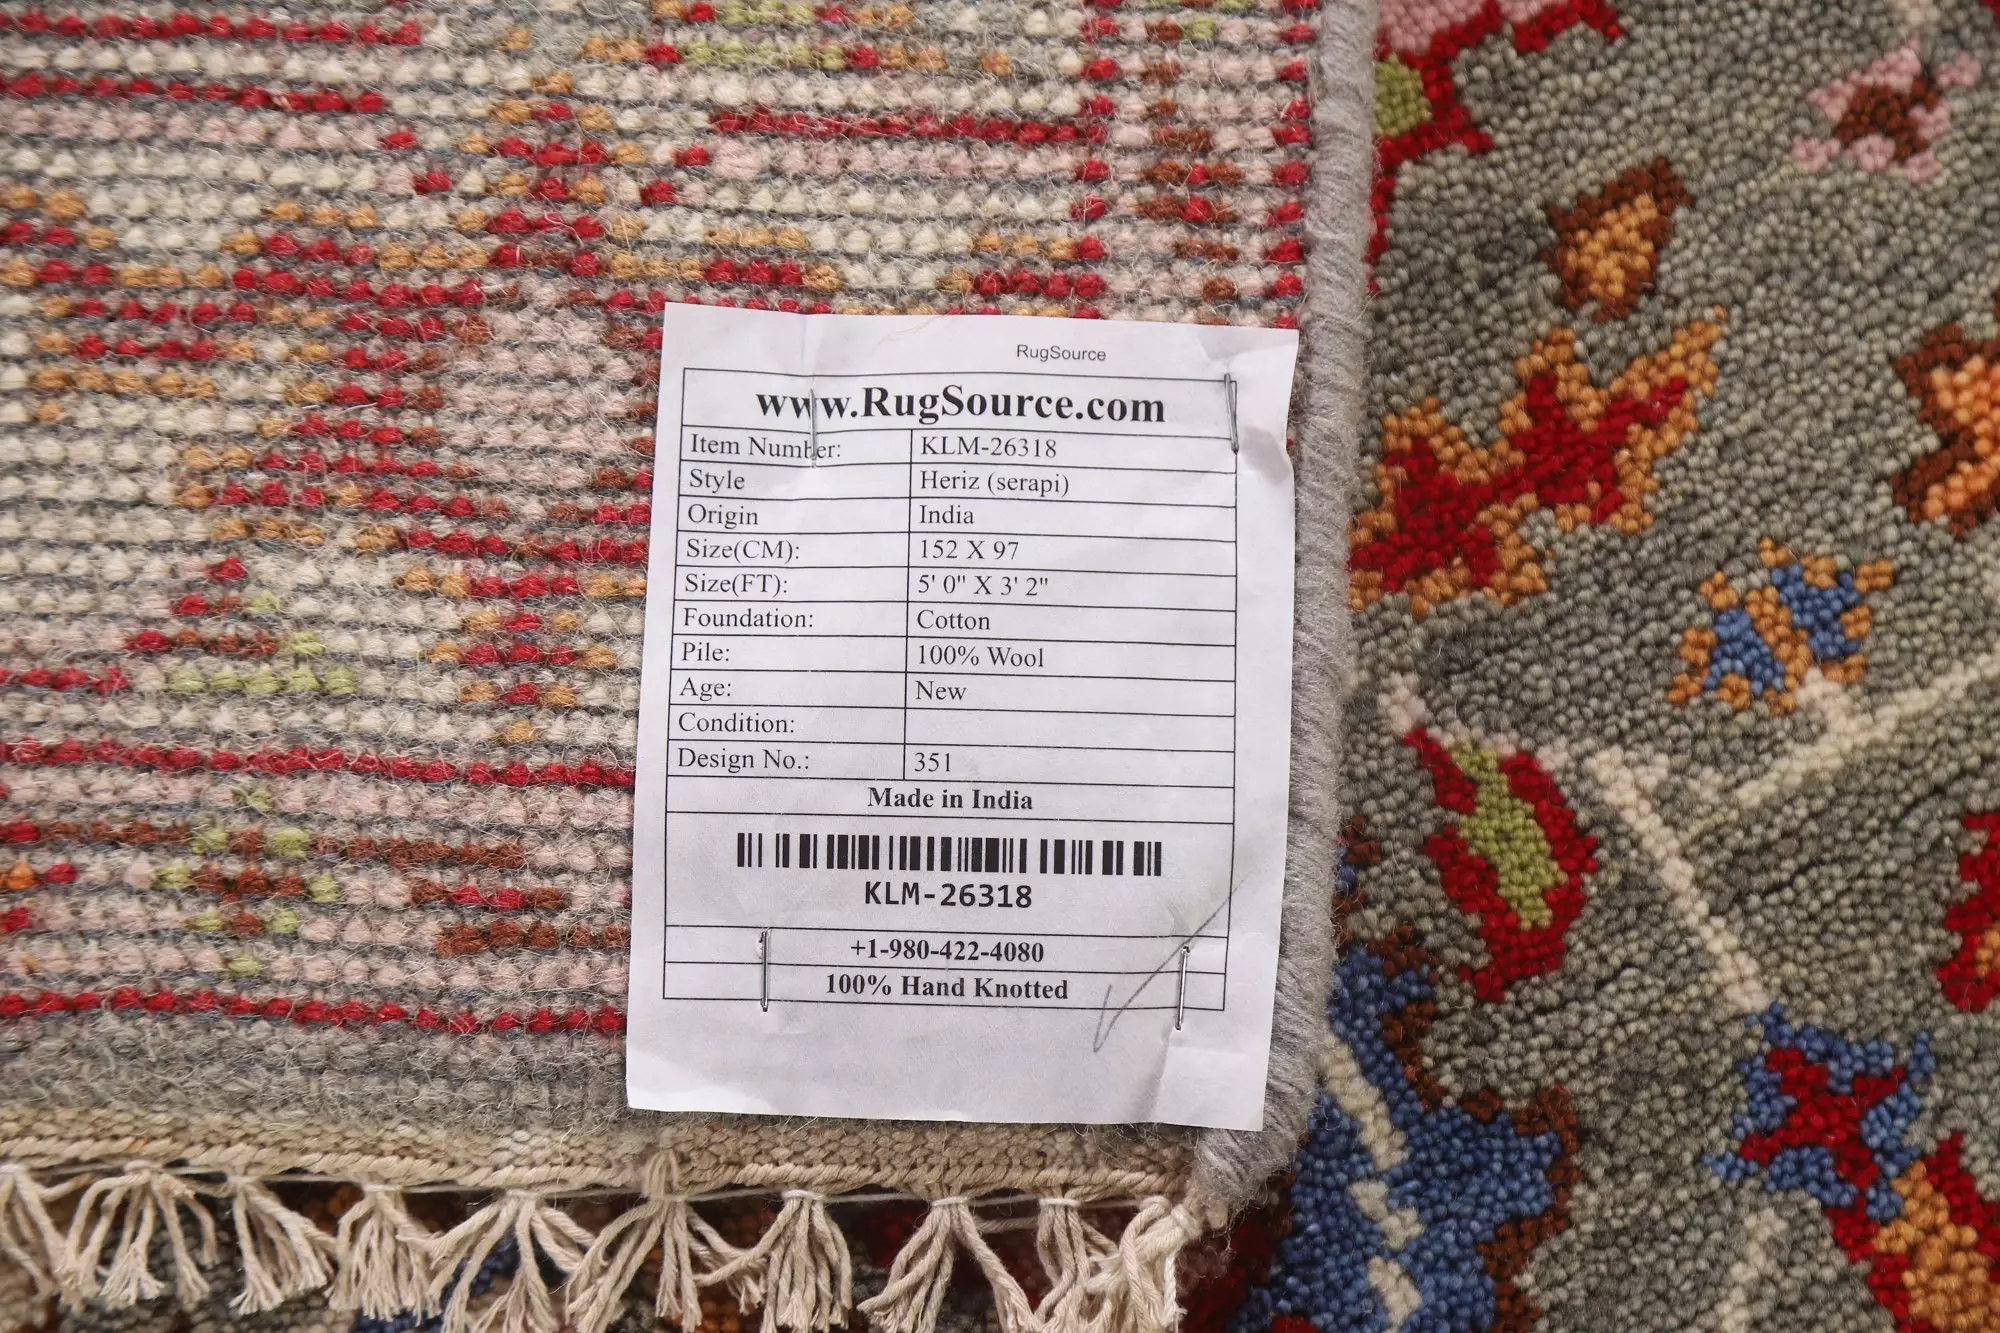 RugSource
www.RugSource.com
Item Number: KLM-26318
Style Heriz (serapi)
Origin India
Size(CM): 152 X 97
Size(FT): 5' 0" X 3' 2"
Foundation: Cotton
Pile: 100% Wool
Age: New
Condition:
Design No.: 351
Made in India
KLM-26318
+1-980-422-4080
100% Hand Knotted